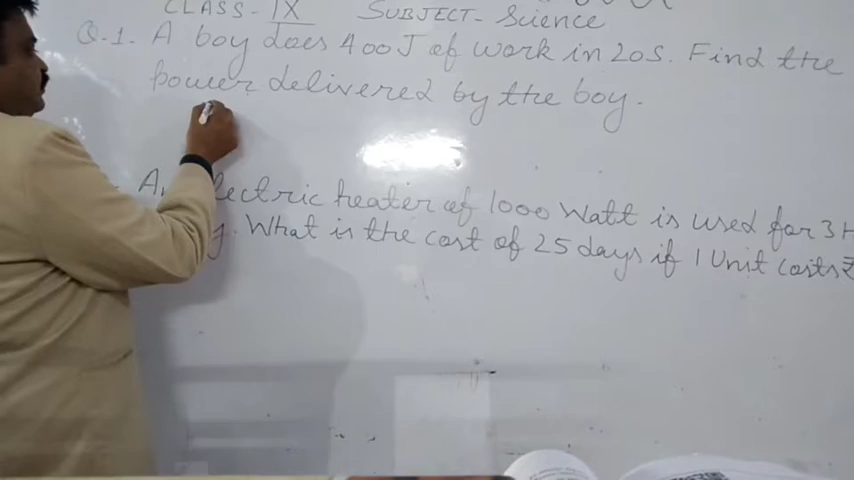 CLASS- IX SUBJECT- Science
Q.1- A boy does 400J of work in 20S. Find the
power delivered by the boy.
electric heater of 1000 Watt is used for 3H
What is the cost of 25 days if 1 Unit costs ₹